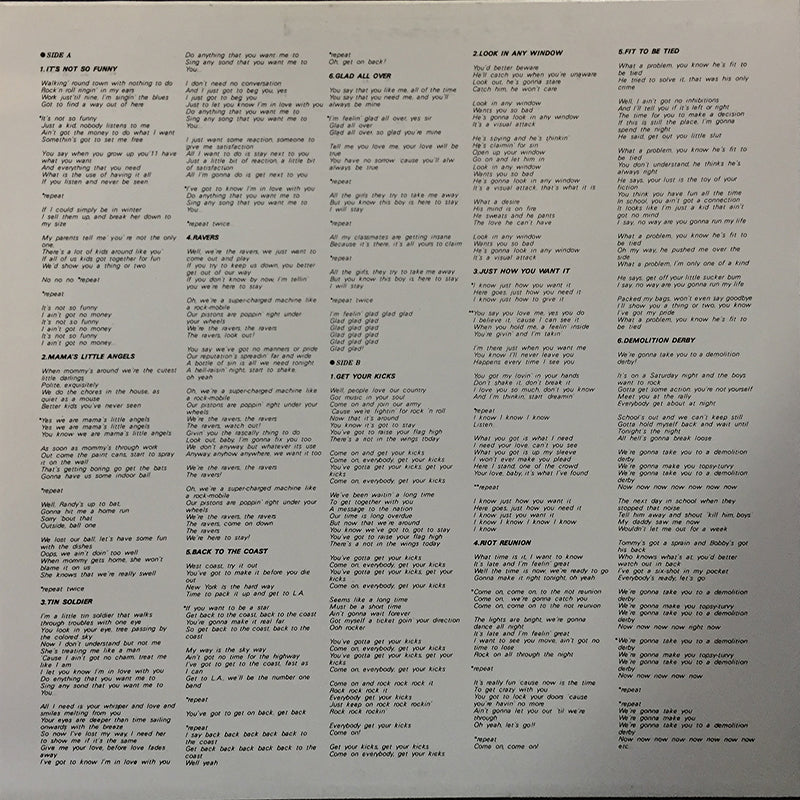 ●SIDE A
1.IT'S NOT SO FUNNY
Walking' round town with nothing to do
Rock'n roll ringin' in my ears
Work just'til nine, I'm singin' the blues
Got to find a way out of here
*It's not so funny
Just a kid, nobody listens to me
Ain't got the money to do what I want
Somethin's got to set me free
You say when you grow up you'11 have
what you want
And everything that you need
What is the use of having it all
If you listen and never be seen
*repeat
If I could simply be in winter
I sell them up and break her down to
my size
My parents tell me you're not the only
one.
There's a lot of kids around like you'
If all of us kids got together for fun
We'd show you a thing or two
No no no *repeat
*repeat
It's not so funny
I ain't got no money
It's not so funny
It's not so funny
I ain't got no money...
2.MAMA'S LITTLE ANGELS
When mommy's around we're the cutest
little darlings
Polite, exquisitely
We do the chores in the house, as
quiet as a mouse
Better kids you've never seen
*Yes we are mama's little angels
Yes we are mama's little angels
You know we are mama's little angels
As soon as mommy's through work
Out come the paint cans, start to spray
it on the wall
That's getting boring, go get the bats
Gonna have us some indoor ball
*repeat
Well, Randy's up to bat,
Gonna hit me a home run
Sorry 'bout that!
Outside, ball one
We lost our ball, let's have some fun
with the dishes
Oops, we ain't doin' too well
When mommy gets home, she won't
blame it on us
She knows that we're really swell
*repeat twice
3.TIN SOLDIER
I'm a little tin soldier that walks
through troubles with one eye
You look in your eye, tree passing by
the colored sky
Now I don't understand but not me
She's treating me like a man
'Cause I ain't got no charm, treat me
like I am
I let you know I'm in love with you
Do anything that you want me to
Sing any sond that you want me to
You...
All I need is your whisper and love and
smiles melting from you
Your eyes are deeper than time sailing
onwards with the breeze
So now I've lost my way, I need her
to show me if it's the same
Give me your love, before love fades
away
I've got to know I'm in love with you
Do anything that you want me to
Sing any sond that you want me to
You...
I don't need no conversation
And I just got to beg you, yes
I just got to beg you
Just to let you know I'm in love with you
Do anything that you want me to
Sing any song that you want me to
You...
I just want some reaction, someone to
give me satisfaction
All I want to do is stay next to you
Just a little bit of reaction, a little bit
of satisfaction
All I'm gonna do is get next to you
*I've got to know I'm in love with you
Do anything that you want me to
Sing any song that you want me to
You...
*repeat twice
4.RAVERS
Well, we're the ravers, we just want to
come out and play
If you try to keep us down, you better
get out of our way
If you don't know by now, I'm tellin'
you we're here to stay
Oh, we're a super-charged machine like
a rock-mobile
Our pistons are poppin' right under
your wheels
We're the ravers, the ravers
The ravers, look out!
You say we've got no manners or pride
Our reputation's spreadin' far and wide
A bottle of sin is all we need tonight
A hell-raisin' night, start to shake
oh yeah
Oh, we're a super-charged machine like
a rock-mobile
Our pistons are poppin' right under your
wheels
We're the ravers, the ravers
The ravers, watch out!
Givin' you the rascally thing to do
Look out, baby, I'm gonna fix you too
We don't anyway but whatever its use
Anyway, anyhow anywhere, we want it too
We're the ravers, the ravers
The ravers!
Oh, we're a super-charged machine like
a rock-mobile
Our pistons are poppin' right under your
wheels
We're the ravers, the ravers
The ravers, come on down
The ravers
We're here to stay!
5.BACK TO THE COAST
West coast, try it out
You've got to make it before you die
out
New York is the hard way
Time to pack it up and get to L.A.
*If you want to be a star
Get back to the coast, back to the coast
You're gonna make it real far
So get back to the coast, back to the
coast
My way is the sky way
Ain't got no time for the highway
I've got to get to the coast, fast as
I can
Get to L.A., we'll be the number one
band
*repeat
You've got to get on back, get back
*repeat
I say back back back back back to
the coast
Get back back back back back to the
coast
Well yeah
*repeat
Oh, get on back!
6.GLAD ALL OVER
You say that you like me, all of the time
You say that you need me, and you'll
always be mine
*I'm feelin' glad all over, yes sir
Glad all over
Glad all over, so glad you're mine
Tell me you love me, your love will be
true
You have no somow 'cause you'll alw
always be true
*repeat
All the girls they try to take me away
But you know this boy is here to stay
I will stay
*repeat
All my classmates are getting insane
Because it's there, it's all yours to claim
*repeat
All the girls, they try to take me away
But you know this boy is here to stay
I will stay
*repeat twice
I'm feelin' glad glad glad
Glad glad glad
Glad glad glad
Glad glad glad
Glad glad glad
Glad!
●SIDE B
1.GET YOUR KICKS
Well, people love our country
Got music in your soul
Come on and join our army
'Cause we're fightin' for rock 'n roll
Now that it's around
You know it's got to stay
You've got to raise your flag high
There's a not in the wings today
Come on and get your kicks
Come on, everybody, get your kicks
You've gotta get your kicks, get your
kicks
Come on, everybody, get your kicks
We've been waitin' a long time
To get together with you
A message to the nation
Our time is long overdue
But now that we're around
You know we've got to, got to stay
You've got to raise your flag high
There's a not in the wings today
You've gotta get your kicks
Come on, everybody, get your kicks
You've gotta get your kicks, get your
kicks
Come on, everybody, get your kicks
Seems like a long time
Must be a short time
Ain't gonna wait forever
Got myself a ticket goin' your direction
Ooh rocker
You've gotta get your kicks
Come on, everybody, get your kicks
You've gotta get your kicks, get your
kicks
Come on, everybody, get your kicks
Come on and rock rock rock it
Rock rock rock it
Everybody get your kicks
Just keep on rock rock rockin'
Rock rock rockin'
Everybody get your kicks
Come on!
Get your kicks, get your kicks
Come on, everybody, get your kicks
2.LOOK IN ANY WINDOW
You'd better beware
He'll catch you when you're unaware
Look out, he's gonna stare
Catch him, he won't care
Look in any window
Wants you so bad
He's gonna look in any window
It's a visual attack
He's spying and he's thinkin'
He's claimin' for sin
Open up your window
Go on and let him in
Look in any window
Wants you so bad
He's gonna look in any window
It's a visual attack, that's what it is
What a desire
His mind is on fire
He sweats and he pants
The love he can't have
Look in any window
Wants you so bad
He's gonna look in any window
It's a visual attack
3.JUST HOW YOU WANT IT
*I know just how you want it
Here goes, just how you need it
I know just how to give it
**You say you love me, yes you do
I believe it, 'cause I can see it
When you hold me, a feelin' inside
You're givin' and I'm takin'
I'm there just when you want me
You know I'll never leave you
Happens every time I see you
You got my lovin' in your hands
Don't shake it, don't break it
I love you so much, don't you know
And I'm thinkin', start dreamin'
*repeat
I know I know I know
Listen:
What you got is what I need
I need your love, can't you see
What you got is up my sleeve
I won't ever make you plead
Here I stand, one of the crowd
Your love, baby, it's what I've found
**repeat
I know just how you want it
Here goes, just how you need it
I know just you want it
I know I know I know I know
I know
4.RIOT REUNION
What time is it, I want to know
It's late and I'm feelin' great
Well the time is now, we're ready to go
Gonna make it right tonight, oh yeah
*Come on, come on, to the riot reunion
Come on, we're gonna catch you
Come on, come on to the not reunion
The lights are bright, we're gonna
dance all night
It's late and I'm feelin' great
I want to see you move, ain't got no
time to lose
Rock on all through the night
*repeat
It's really fun 'cause now is the time
To get crazy with you
You got to lock your doors 'cause
you're havin' no more
Ain't gonna let you out 'til we're
through
Oh yeah, let's go!!
*repeat
Come on, come on!
5.FIT TO BE TIED
What a problem, you know he's fit to
be tied
He tried to solve it, that was his only
crime
Well, I ain't got no inhibitions
And I'll tell you if it's left or right
The time for you to make a decision
If this is still the place, I'm gonna
spend the night
He said, get out you little slut
What a problem, you know he's fit to
be tied
You don't understand, he thinks he's
always right
He says, your lust is the toy of your
fiction
You think you have fun all the time
In school, you ain't got a connection
It looks like I'm just a kid that ain't
got no mind
I say, no way you are gonna run my life
What a problem, you know he's fit to
be tied
Oh my way, he pushed me over the
side
What a problem, I'm only one of a kind
He says, get off your little sucker bum
I say, no way you are gonna run my life
Packed my bags, won't even say goodbye
I'll show you a thing or two, you know
I've got my pride
What a problem, you know he's fit to
be tied
6.DEMOLITION DERBY
We're gonna take you to a demolition
derby!
It's on a Saturday night and the boys
want to rock
Gotta get some action, you're not yourself
Meet you at the rally
Everybody get about at night
School's out and we can't keep still
Gotta hold myself back and wait until
Tonight's the night
All hell's gonna break loose
We're gonna take you to a demolition
derby
We're gonna make you topsy-turvy
We're gonna take you to a demolition
derby
Now now now now now now
The next day in school when they
stopped that noise
Tell him away and shout 'kill him, boys'
My daddy saw me now
Wouldn't let me out for a week
Tommy's got a sprain and Bobby's got
his back
Who knows what's at, you'd better
watch out in back
I've got a six-shot in my pocket
Everybody's ready, let's go
We're gonna take you to a demolition
derby
We're gonna make you topsy-turvy
We're gonna take you to a demolition
derby
Now now now now right now
*We're gonna take you to a demolition
derby
We're gonna make you topsy-turvy
We're gonna take you to a demolition
derby
Now now now now now
*repeat
*repeat
We're gonna take you
We're gonna make you
We're gonna take you to a demolition
derby
Now now now now now now now now
etc...